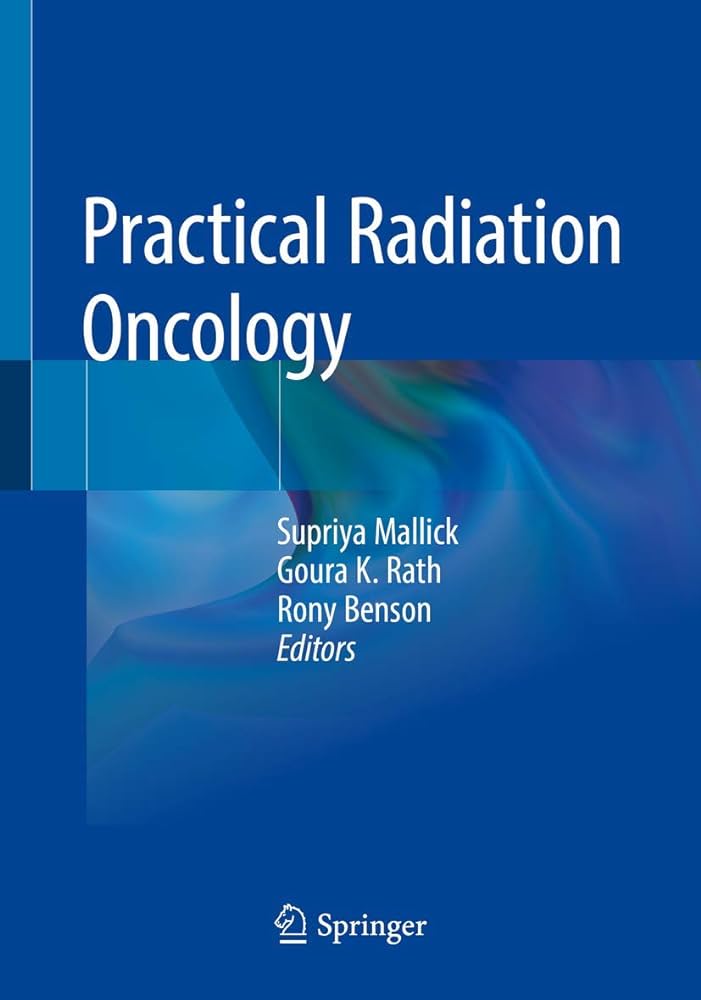 Practical Radiation
Oncology
Supriya Mallick
Goura K. Rath
Rony Benson
Editors
Springer